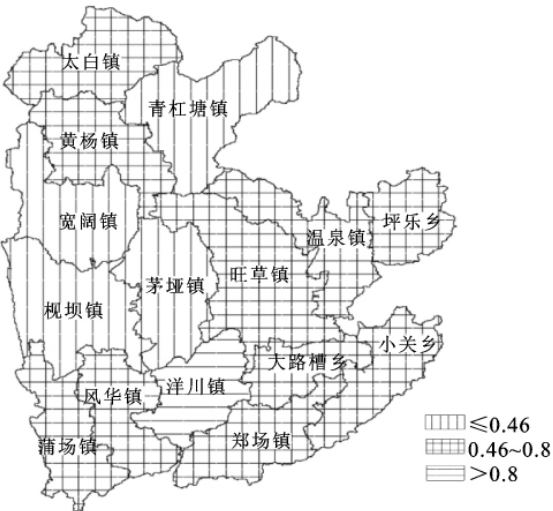 太白镇
青杠塘镇
黄杨镇
宽阔镇
坪乐乡
温泉镇
旺草镇
茅垭镇
枧坝镇
小关乡
大路槽乡
洋川镇
风华镇
郑场镇
蒲场镇
≤0.46
0.46~0.8
>0.8